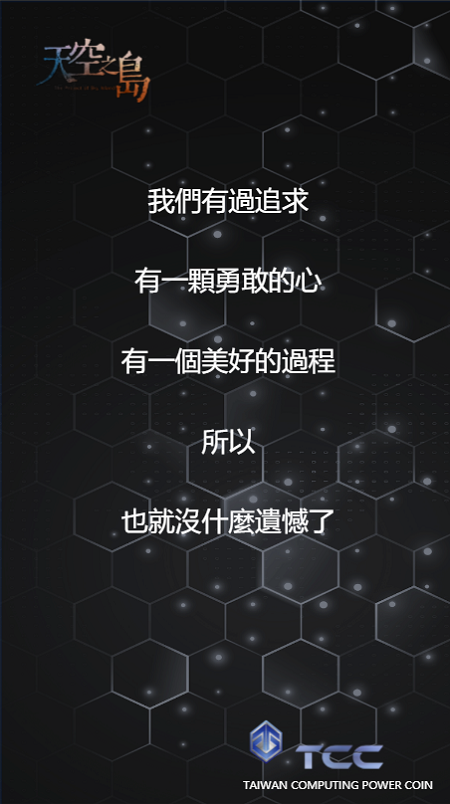 天空之島
我們有過追求
有一顆勇敢的心
有一個美好的過程
所以
也就沒什麼遺憾了
TCC
TAIWAN COMPUTING POWER COIN